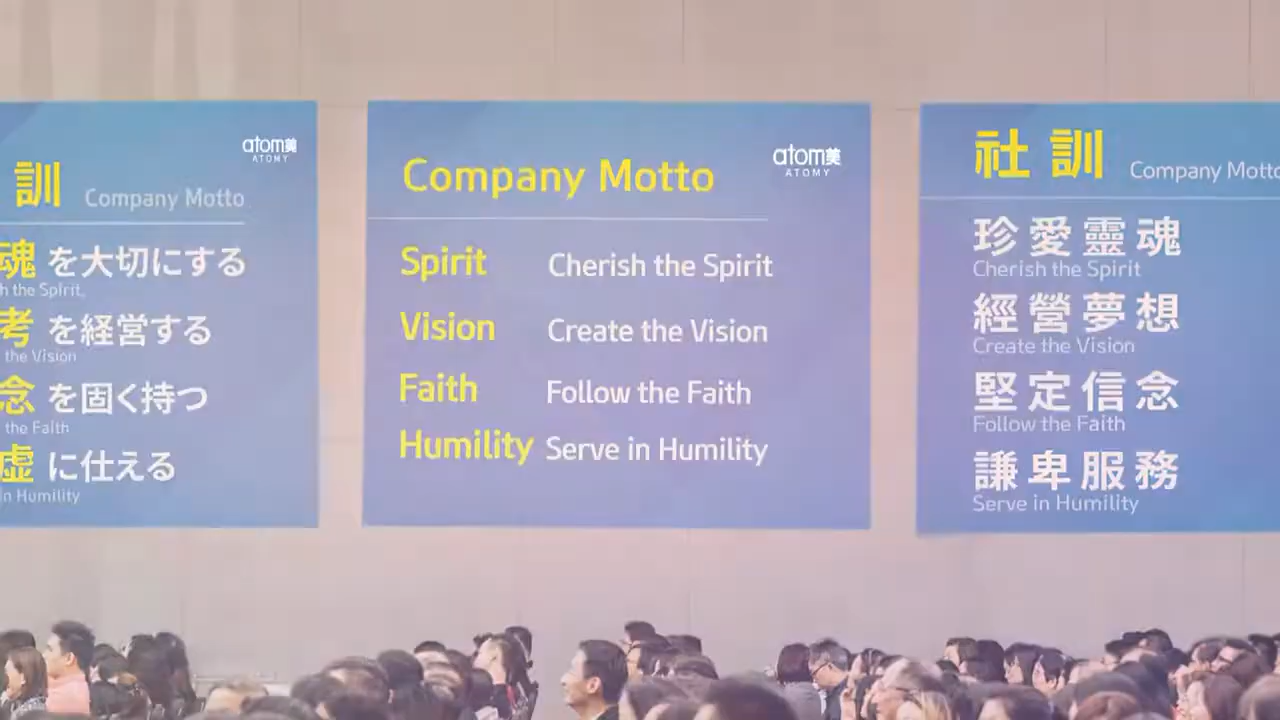 atom美
ATOMY
訓 Company Motto
魂 を大切にする
h the Spirit
考 を経営する
the Vision
念 を固く持つ
the Faith
虚 に仕える
in Humility
atom美
ATOMY
Company Motto
Spirit Cherish the Spirit
Vision Create the Vision
Faith Follow the Faith
Humility Serve in Humility
社訓 Company Motto
珍愛靈魂
Cherish the Spirit
經營夢想
Create the Vision
堅定信念
Follow the Faith
謙卑服務
Serve in Humility